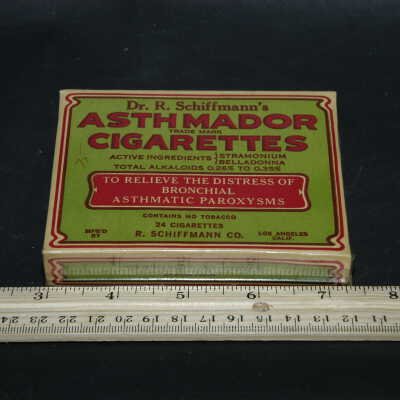 Dr. R. Schiffmann's
ASTHMADOR
TRADE MARK
CIGARETTES
ACTIVE INGREDIENTS { STRAMONIUM
BELLADONNA
TOTAL ALKALOIDS 0.26% TO 0.35%
TO RELIEVE THE DISTRESS OF
BRONCHIAL
ASTHMATIC PAROXYSMS
CONTAINS NO TOBACCO
24 CIGARETTES
MF'G'D BY R. SCHIFFMANN CO. LOS ANGELES CALIF.
3 4 5 6 7 8
24 23 22 21 20 19 18 17 16 15 14 13